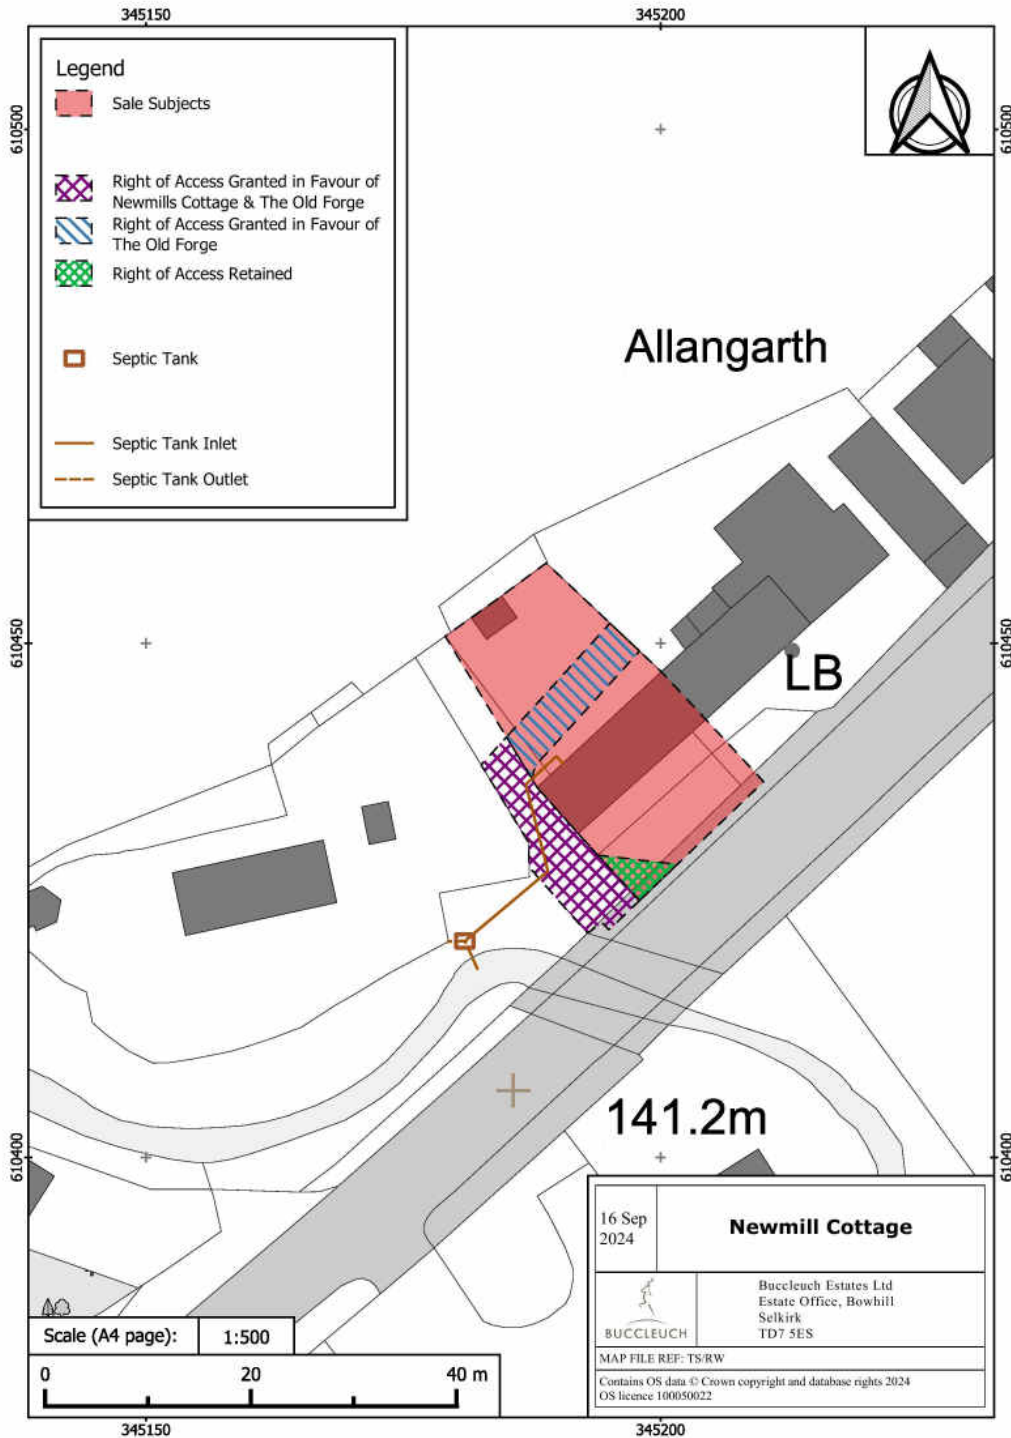 345150
345200
610500
610500
Legend
Sale Subjects
Right of Access Granted in Favour of
Newmills Cottage & The Old Forge
Right of Access Granted in Favour of
The Old Forge
Right of Access Retained
Septic Tank
Septic Tank Inlet
Septic Tank Outlet
Allangarth
610450
610450
LB
141.2m
610400
610400
16 Sep
2024
Newmill Cottage
BUCCLEUCH
Buccleuch Estates Ltd
Estate Office, Bowhill
Selkirk
TD7 5ES
MAP FILE REF: TS/RW
Contains OS data © Crown copyright and database rights 2024
OS licence 100050022
Scale (A4 page):
1:500
0
20
40 m
345150
345200